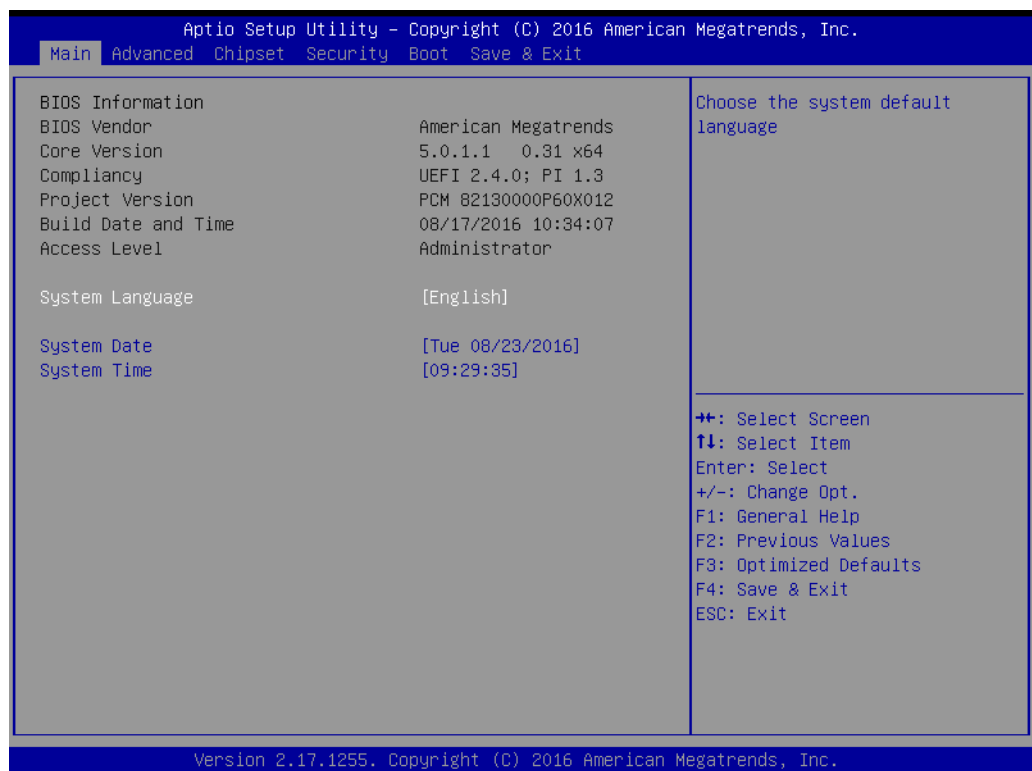 Aptio Setup Utility – Copyright (C) 2016 American Megatrends, Inc.
Main Advanced Chipset Security Boot Save & Exit
BIOS Information
BIOS Vendor American Megatrends
Core Version 5.0.1.1 0.31 x64
Compliancy UEFI 2.4.0; PI 1.3
Project Version PCM 82130000P60X012
Build Date and Time 08/17/2016 10:34:07
Access Level Administrator
System Language [English]
System Date [Tue 08/23/2016]
System Time [09:29:35]
Choose the system default
language
→←: Select Screen
↑↓: Select Item
Enter: Select
+/-: Change Opt.
F1: General Help
F2: Previous Values
F3: Optimized Defaults
F4: Save & Exit
ESC: Exit
Version 2.17.1255. Copyright (C) 2016 American Megatrends, Inc.